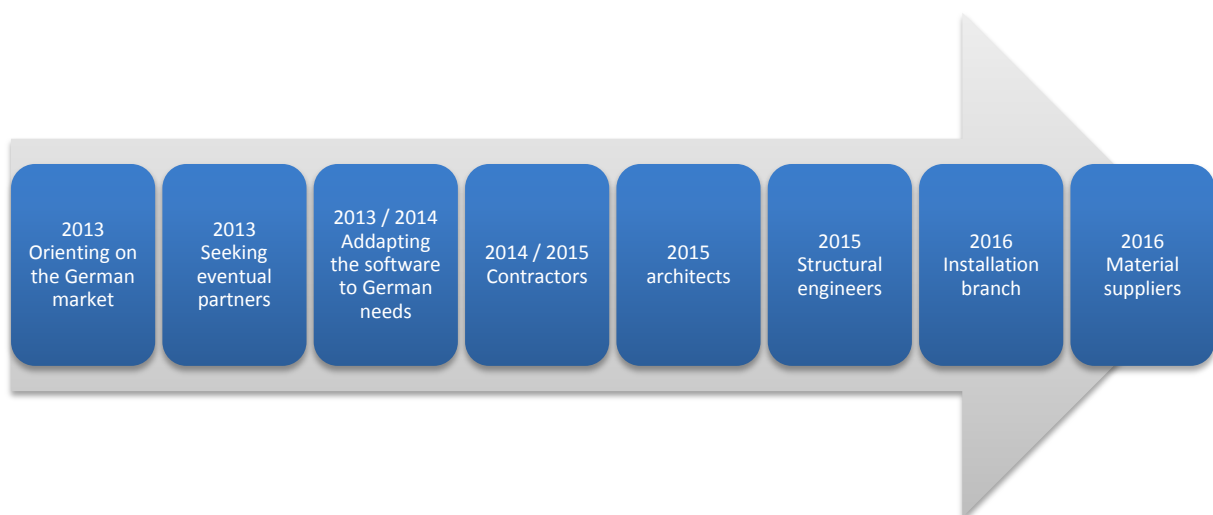 2013
Orienting on
the German
market
2013
Seeking
eventual
partners
2013 / 2014
Addapting
the software
to German
needs
2014 / 2015
Contractors
2015
architects
2015
Structural
engineers
2016
Installation
branch
2016
Material
suppliers